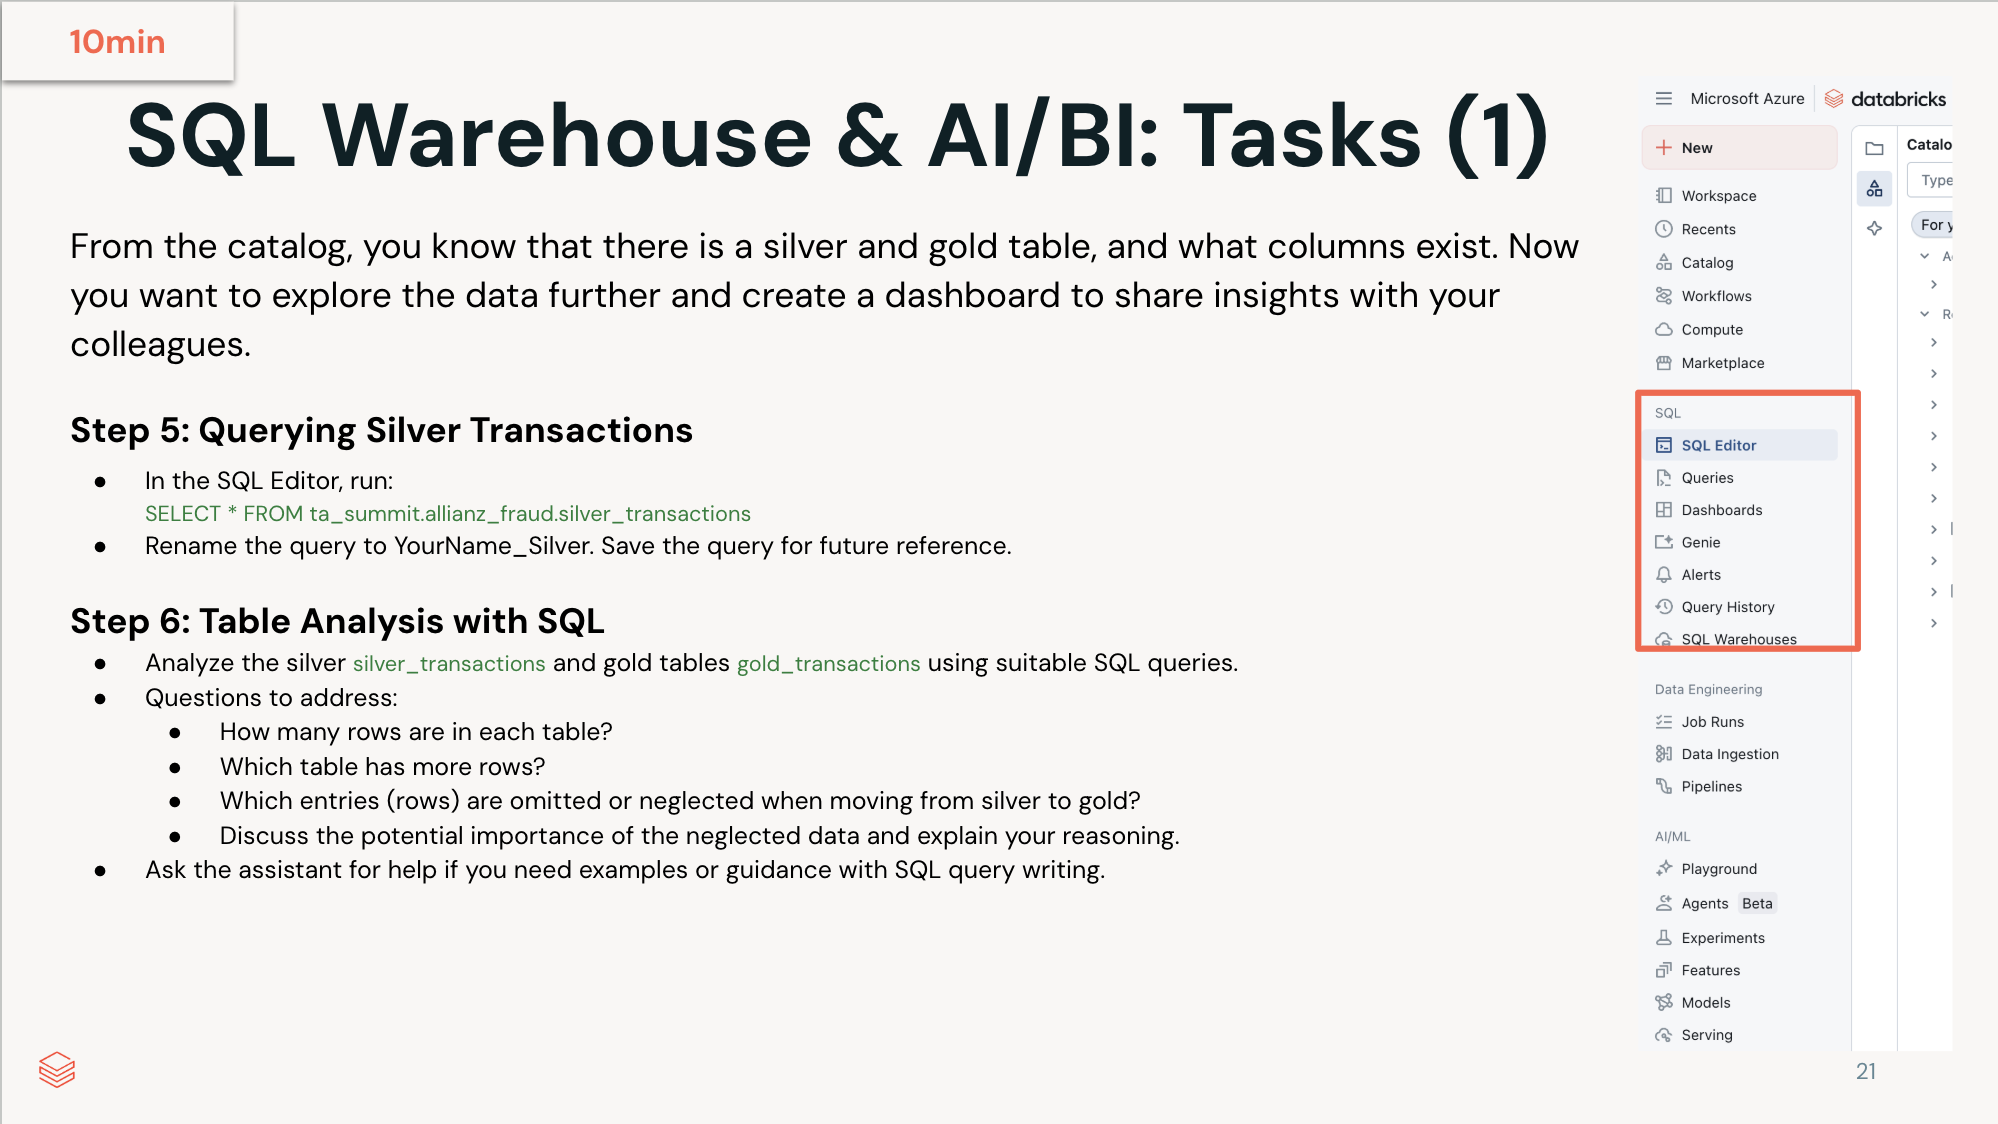 10min
SQL Warehouse & AI/BI: Tasks (1)
From the catalog, you know that there is a silver and gold table, and what columns exist. Now
you want to explore the data further and create a dashboard to share insights with your
colleagues.
Step 5: Querying Silver Transactions
● In the SQL Editor, run:
SELECT * FROM ta_summit.allianz_fraud.silver_transactions
● Rename the query to YourName_Silver. Save the query for future reference.
Step 6: Table Analysis with SQL
● Analyze the silver silver_transactions and gold tables gold_transactions using suitable SQL queries.
● Questions to address:
● How many rows are in each table?
● Which table has more rows?
● Which entries (rows) are omitted or neglected when moving from silver to gold?
● Discuss the potential importance of the neglected data and explain your reasoning.
● Ask the assistant for help if you need examples or guidance with SQL query writing.
Microsoft Azure databricks
New
Workspace
Recents
Catalog
Workflows
Compute
Marketplace
SQL
SQL Editor
Queries
Dashboards
Genie
Alerts
Query History
SQL Warehouses
Data Engineering
Job Runs
Data Ingestion
Pipelines
AI/ML
Playground
Agents Beta
Experiments
Features
Models
Serving
Catalo
Type
For y
21